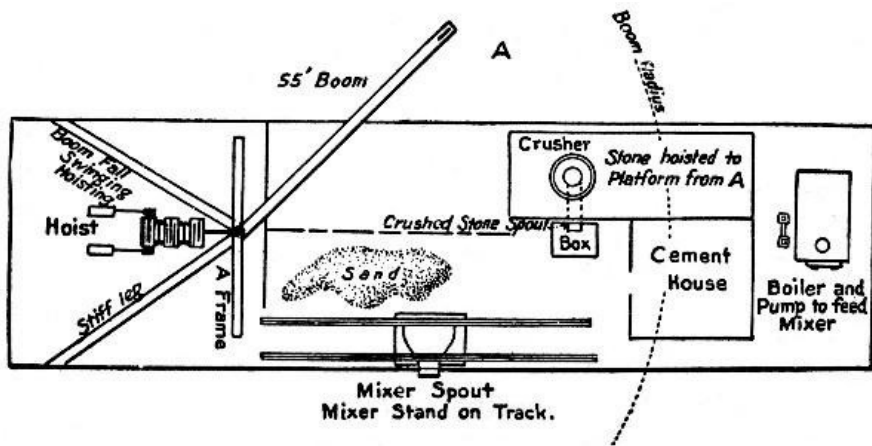 A
55' Boom
Boom Radius
Boom Fall
Swinging
Hoisting
Hoist
Stiff leg
A Frame
Crushed Stone Spout
Sand
Crusher
Stone hoisted to
Platform from A
Box
Cement
House
Boiler and
Pump to feed
Mixer
Mixer Spout
Mixer Stand on Track.